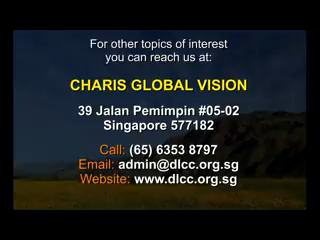 For other topics of interest
you can reach us at:
CHARIS GLOBAL VISION
39 Jalan Pemimpin #05-02
Singapore 577182
Call: (65) 6353 8797
Email: admin@dlcc.org.sg
Website: www.dlcc.org.sg